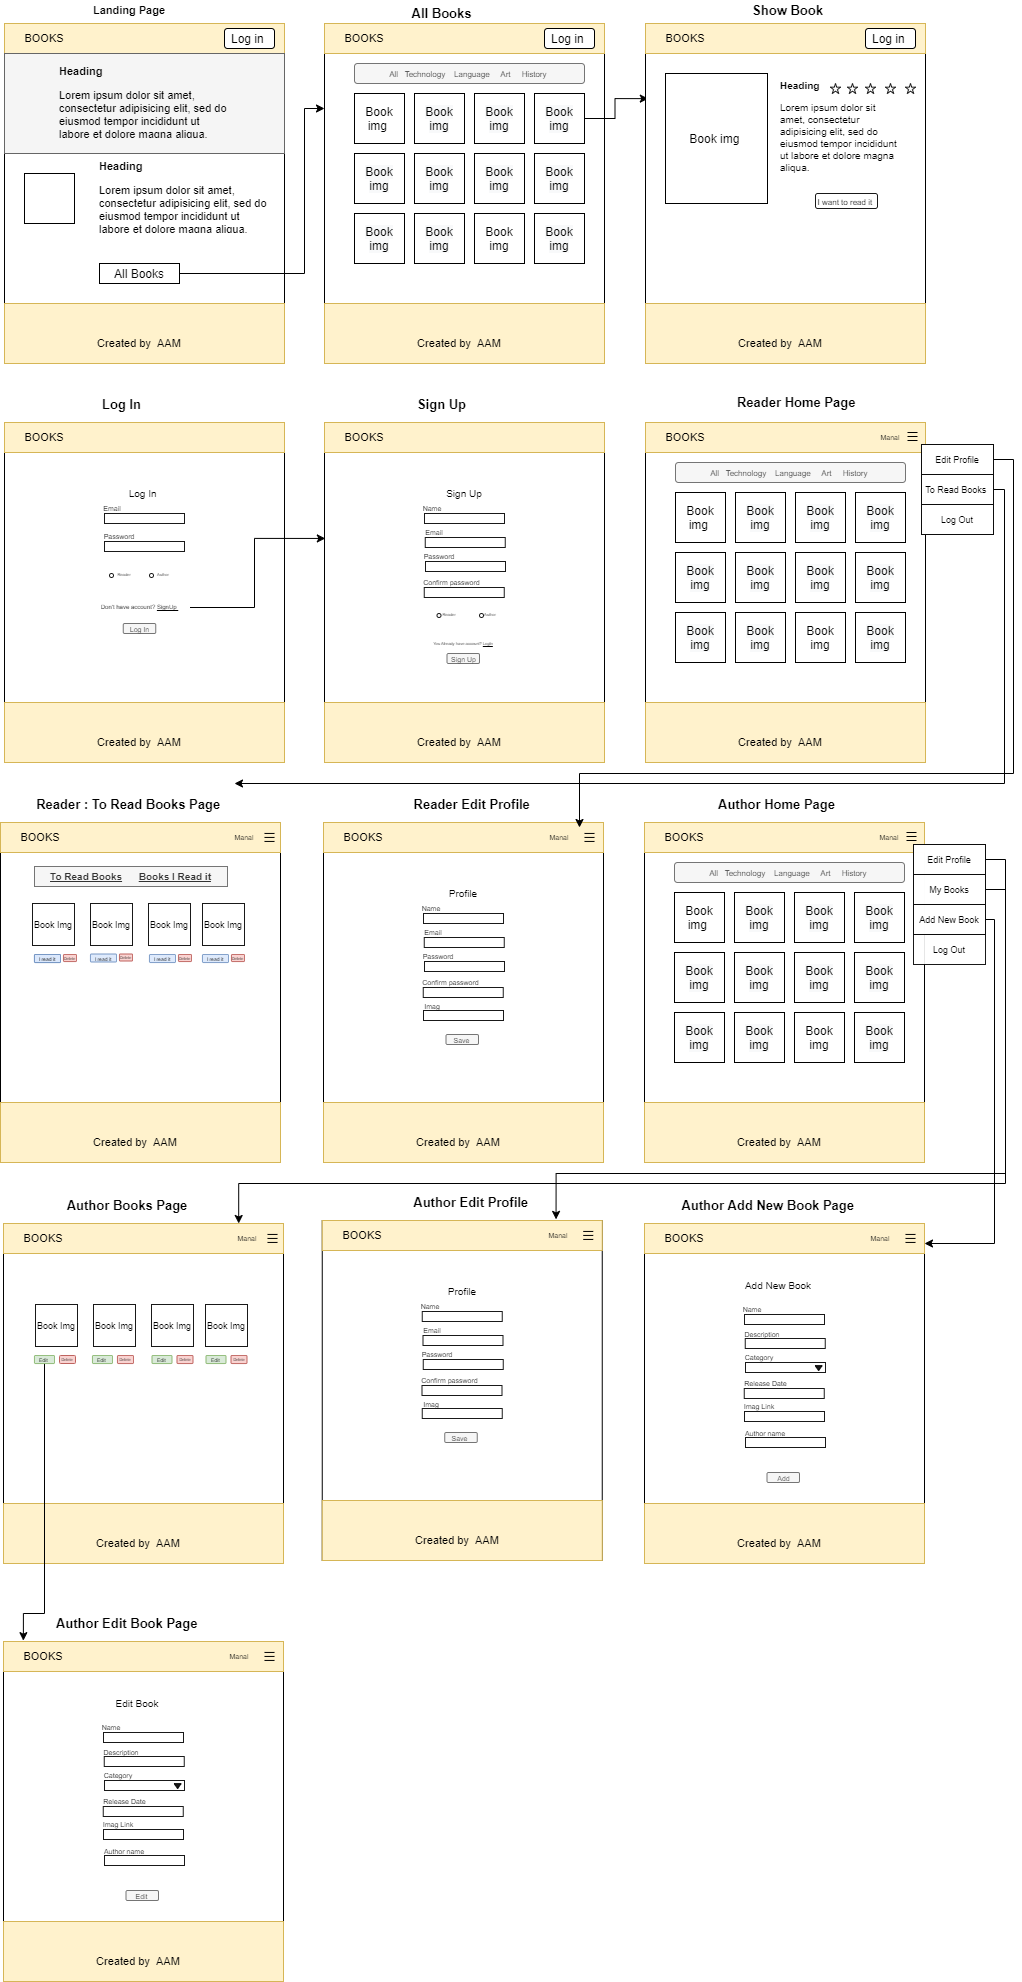 Landing Page
BOOKS
Log in
Heading
Lorem ipsum dolor sit amet,
consectetur adipisicing elit, sed do
eiusmod tempor incididunt ut
labore et dolore magna aliqua.
Heading
Lorem ipsum dolor sit amet,
consectetur adipisicing elit, sed do
eiusmod tempor incididunt ut
labore et dolore magna aliqua.
All Books
Created by AAM
All Books
BOOKS
Log in
All Technology Language Art History
Book img Book img Book img Book img
Book img Book img Book img Book img
Book img Book img Book img Book img
Created by AAM
Show Book
BOOKS
Log in
Book img
Heading
Lorem ipsum dolor sit
amet, consectetur
adipisicing elit, sed do
eiusmod tempor incididunt
ut labore et dolore magna
aliqua.
I want to read it
Created by AAM
Log In
BOOKS
Log In
Email
Password
Reader Author
Don't have account? SignUp
Log In
Created by AAM
Sign Up
BOOKS
Sign Up
Name
Email
Password
Confirm password
Reader Author
You Already have account? Login
Sign Up
Created by AAM
Reader Home Page
BOOKS
Manal
Edit Profile
To Read Books
Log Out
All Technology Language Art History
Book img Book img Book img Book img
Book img Book img Book img Book img
Book img Book img Book img Book img
Created by AAM
Reader : To Read Books Page
BOOKS
Manal
To Read Books Books I Read it
Book Img Book Img Book Img Book Img
I read it Delete I read it Delete I read it Delete I read it Delete
Created by AAM
Reader Edit Profile
BOOKS
Manal
Profile
Name
Email
Password
Confirm password
Imag
Save
Created by AAM
Author Home Page
BOOKS
Manal
Edit Profile
My Books
Add New Book
Log Out
All Technology Language Art History
Book img Book img Book img Book img
Book img Book img Book img Book img
Book img Book img Book img Book img
Created by AAM
Author Books Page
BOOKS
Manal
Book Img Book Img Book Img Book Img
Edit Delete Edit Delete Edit Delete Edit Delete
Created by AAM
Author Edit Profile
BOOKS
Manal
Profile
Name
Email
Password
Confirm password
Imag
Save
Created by AAM
Author Add New Book Page
BOOKS
Manal
Add New Book
Name
Description
Category
Release Date
Imag Link
Author name
Add
Created by AAM
Author Edit Book Page
BOOKS
Manal
Edit Book
Name
Description
Category
Release Date
Imag Link
Author name
Edit
Created by AAM